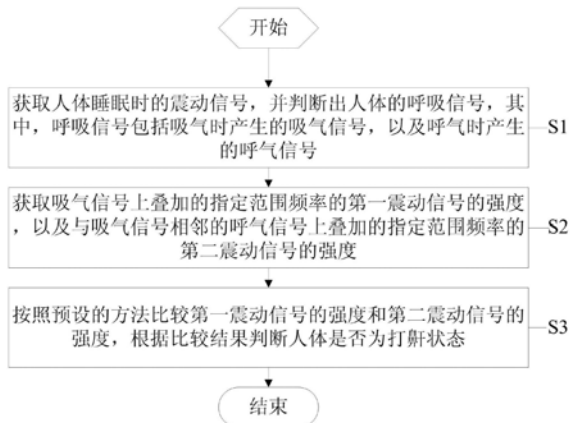 开始
获取人体睡眠时的震动信号，并判断出人体的呼吸信号，其
中，呼吸信号包括吸气时产生的吸气信号，以及呼气时产生
的呼气信号
S1
获取吸气信号上叠加的指定范围频率的第一震动信号的强度
，以及与吸气信号相邻的呼气信号上叠加的指定范围频率的
第二震动信号的强度
S2
按照预设的方法比较第一震动信号的强度和第二震动信号的
强度，根据比较结果判断人体是否为打鼾状态
S3
结束